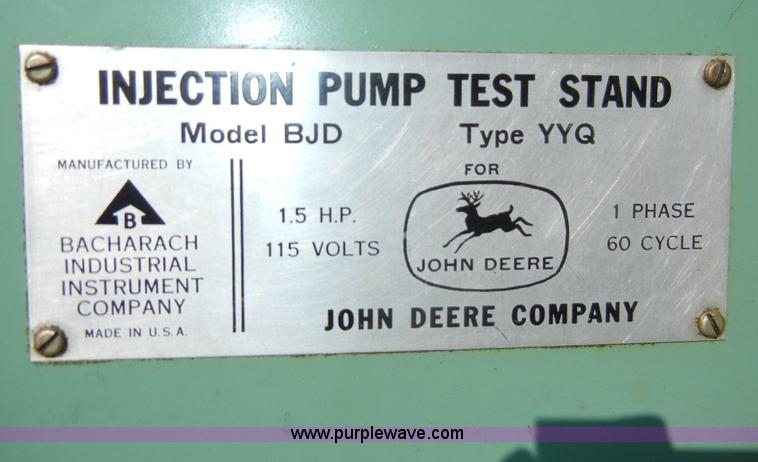 INJECTION PUMP TEST STAND
Model BJD Type YYQ
MANUFACTURED BY
B
BACHARACH
INDUSTRIAL
INSTRUMENT
COMPANY
MADE IN U.S.A.
1.5 H.P.
115 VOLTS
FOR
JOHN DEERE
1 PHASE
60 CYCLE
JOHN DEERE COMPANY
www.purplewave.com